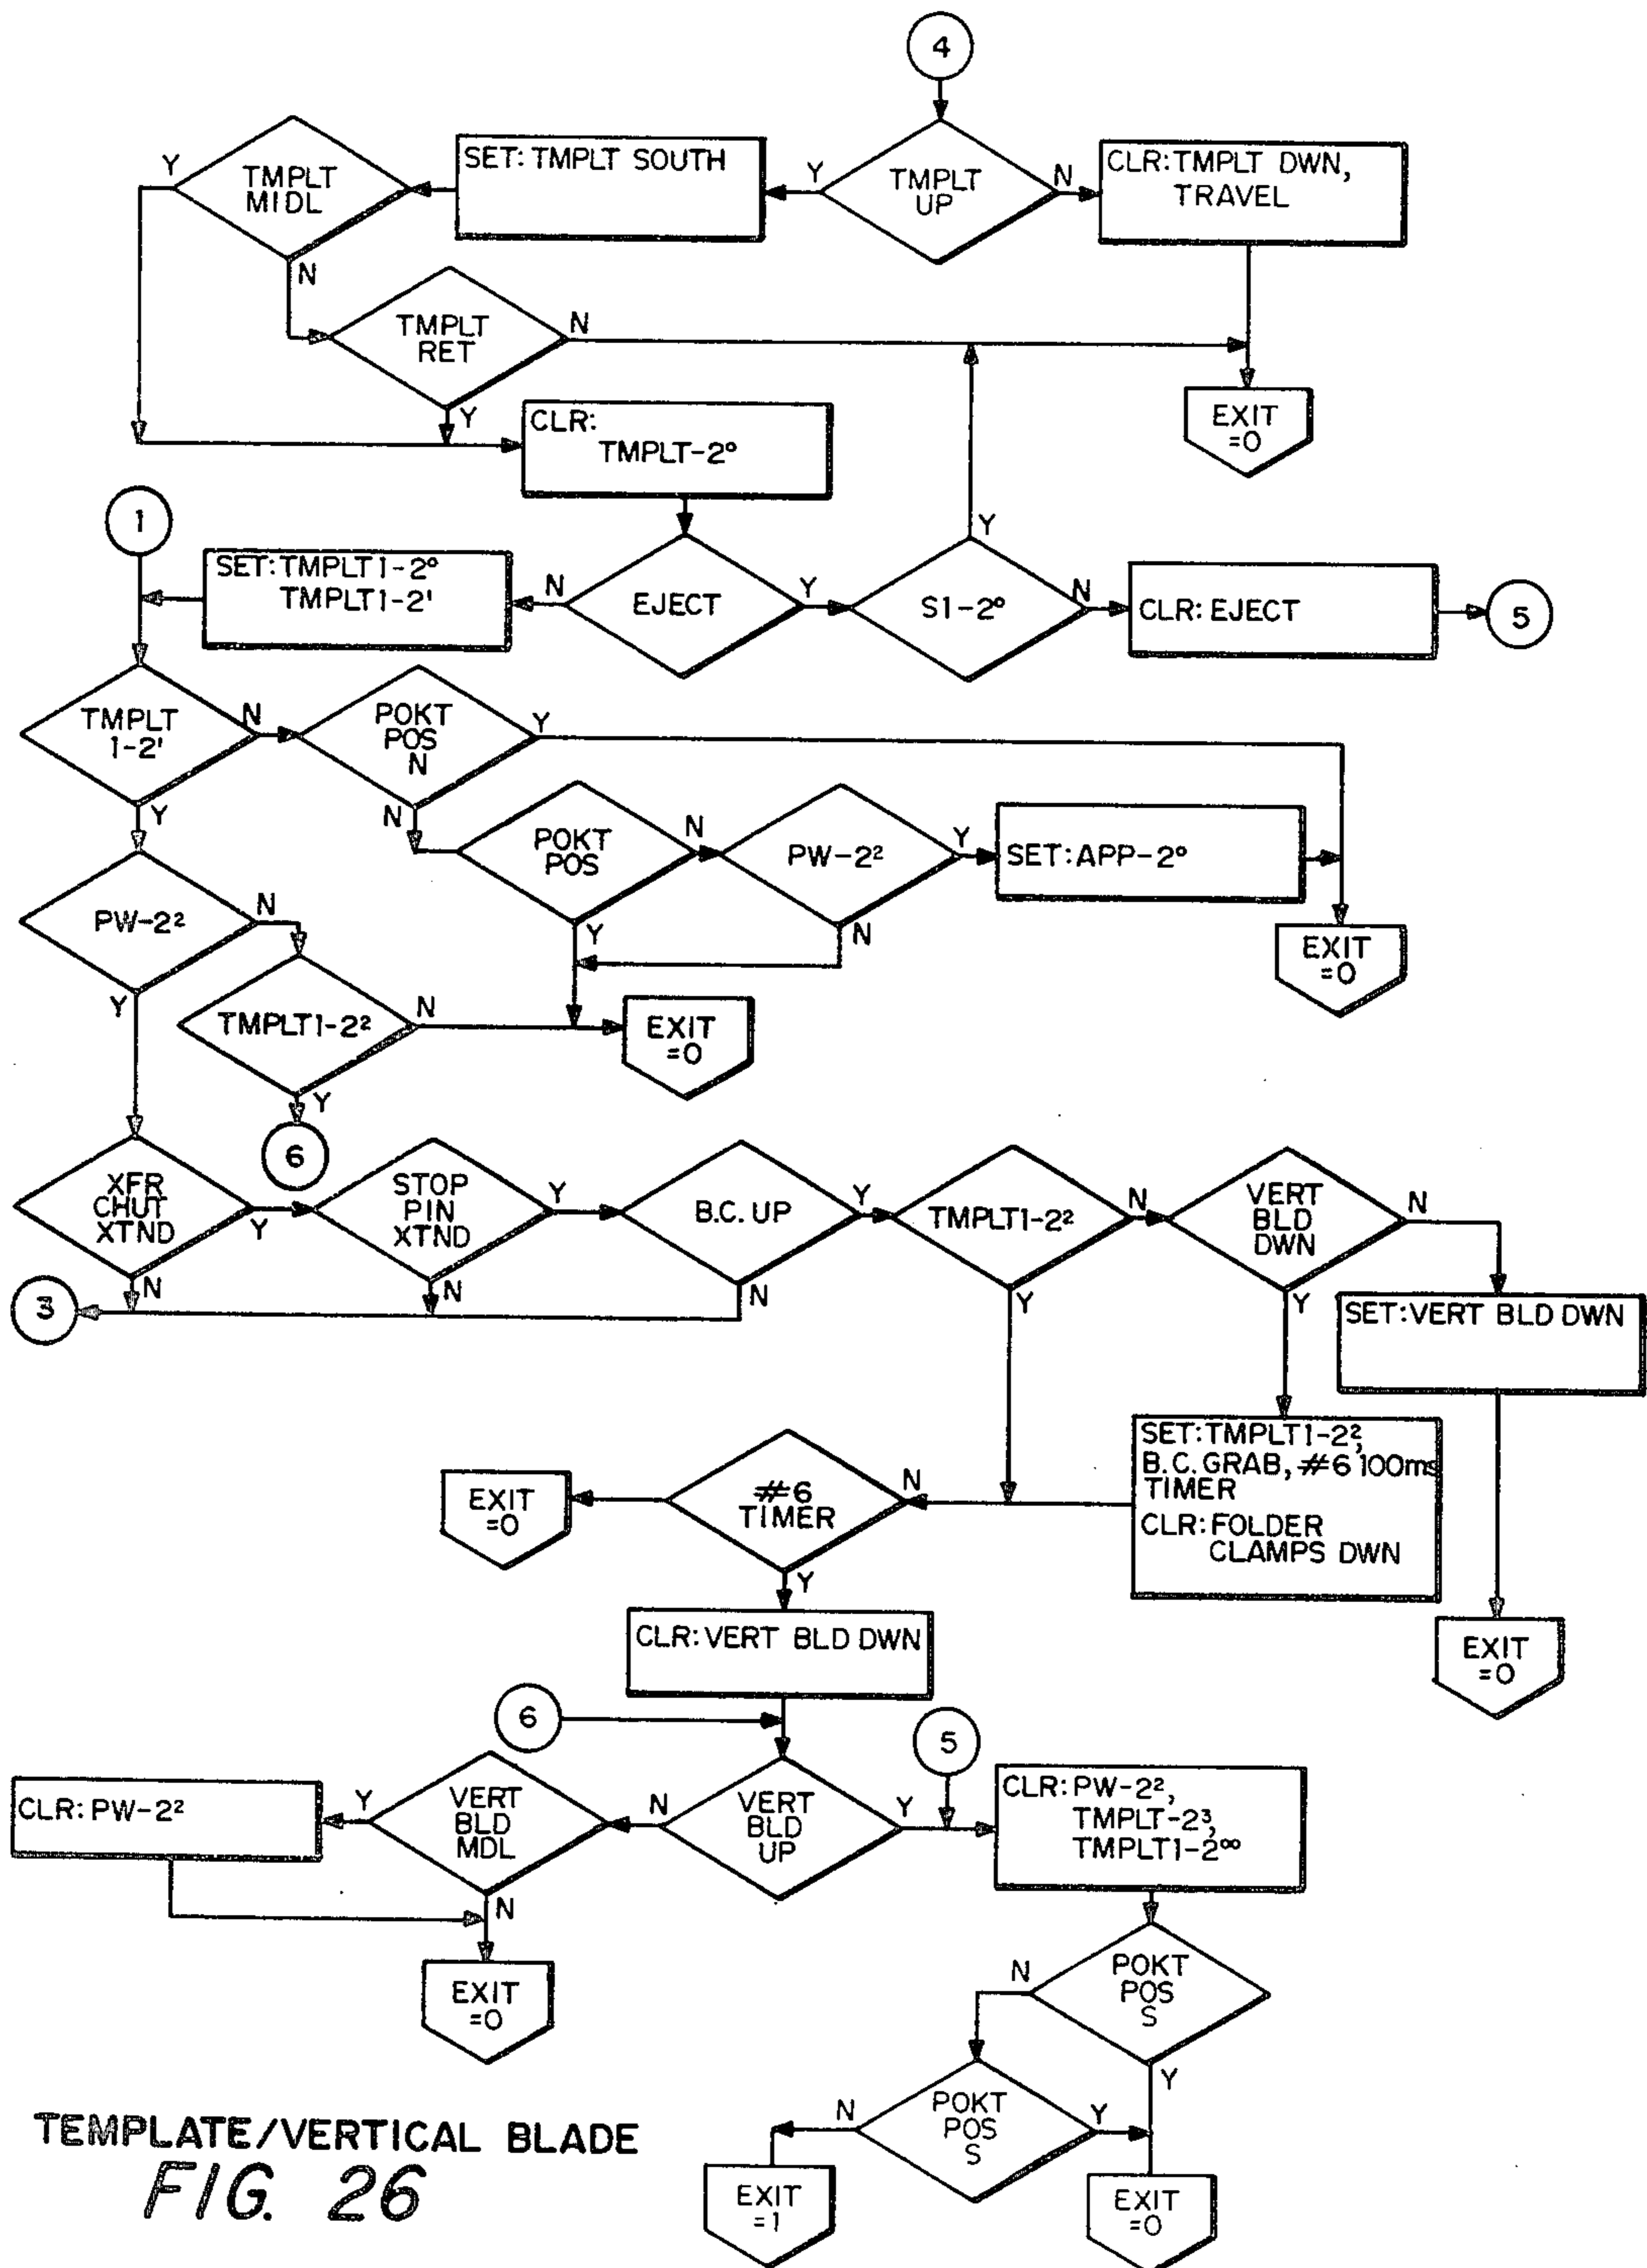 4
TMPLT
MIDL
Y
N
SET: TMPLT SOUTH
Y
TMPLT
UP
N
CLR: TMPLT DWN,
TRAVEL
TMPLT
RET
N
Y
EXIT
=0
CLR:
TMPLT-2°
1
SET: TMPLT1-2°
TMPLT1-2'
N
EJECT
Y
S1-2°
Y
N
CLR: EJECT
5
TMPLT
1-2'
N
Y
POKT
POS
N
Y
N
POKT
POS
N
Y
PW-2²
Y
N
SET: APP-2°
EXIT
=0
PW-2²
N
Y
TMPLT1-2²
N
Y
EXIT
=0
6
XFR
CHUT
XTND
Y
N
STOP
PIN
XTND
Y
N
B.C. UP
Y
N
TMPLT1-2²
N
Y
VERT
BLD
DWN
N
Y
3
SET: VERT BLD DWN
SET: TMPLT1-2²,
B.C. GRAB, #6 100ms
TIMER
CLR: FOLDER
CLAMPS DWN
EXIT
=0
#6
TIMER
N
Y
EXIT
=0
CLR: VERT BLD DWN
6
5
CLR: PW-2²
Y
VERT
BLD
MDL
N
N
VERT
BLD
UP
Y
CLR: PW-2²,
TMPLT-2³,
TMPLT1-2∞
EXIT
=0
N
POKT
POS
S
Y
N
POKT
POS
S
Y
EXIT
=1
EXIT
=0
TEMPLATE/VERTICAL BLADE
FIG. 26